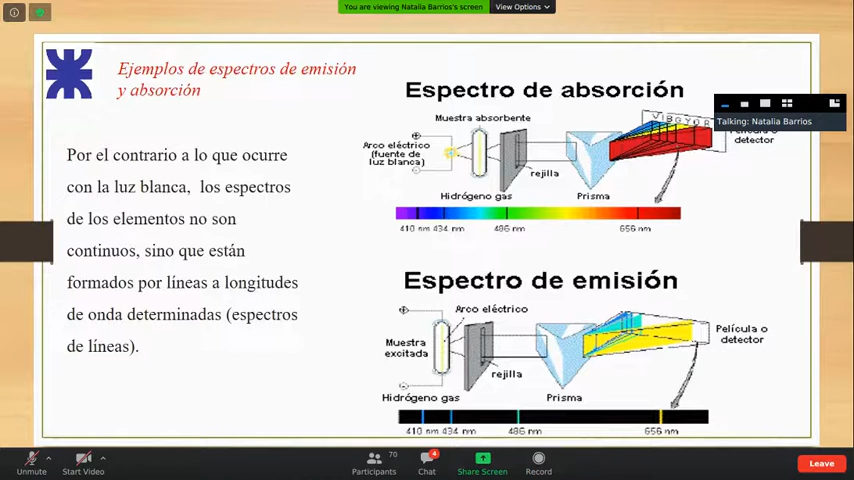 You are viewing Natalia Barrios's screen
View Options
Ejemplos de espectros de emisión
y absorción
Por el contrario a lo que ocurre
con la luz blanca, los espectros
de los elementos no son
continuos, sino que están
formados por líneas a longitudes
de onda determinadas (espectros
de líneas).
Espectro de absorción
Muestra absorbente
Arco eléctrico
(fuente de
luz blanca)
Hidrógeno gas
rejilla
Prisma
VIBGYOR
Película o
detector
410 nm 434 nm 486 nm 656 nm
Talking: Natalia Barrios
Espectro de emisión
Arco eléctrico
Muestra
excitada
Hidrógeno gas
rejilla
Prisma
Película o
detector
410 nm 434 nm 486 nm 656 nm
Unmute
Start Video
Participants
70
Chat
4
Share Screen
Record
Leave